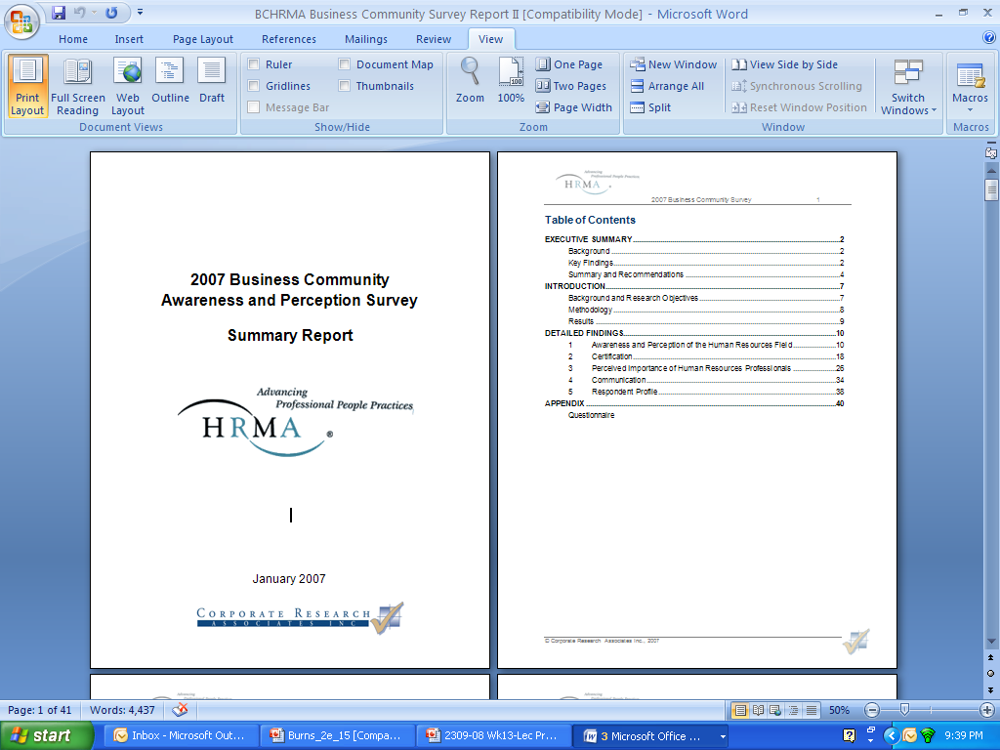 BCHRMA Business Community Survey Report II [Compatibility Mode] - Microsoft Word
Home Insert Page Layout References Mailings Review View
Ruler Document Map One Page New Window View Side by Side
Gridlines Thumbnails Two Pages Arrange All Synchronous Scrolling
Message Bar Page Width Split Reset Window Position
Print Layout Full Screen Reading Web Layout Outline Draft Zoom 100% Switch Windows Macros
Document Views Show/Hide Zoom Window Macros
2007 Business Community
Awareness and Perception Survey
Summary Report
Advancing
Professional People Practices
HRMA ®
January 2007
CORPORATE RESEARCH
ASSOCIATES INC.
Advancing
Professional People Practices
HRMA
2007 Business Community Survey 1
Table of Contents
EXECUTIVE SUMMARY 2
Background 2
Key Findings 2
Summary and Recommendations 4
INTRODUCTION 7
Background and Research Objectives 7
Methodology 8
Results 9
DETAILED FINDINGS 10
1 Awareness and Perception of the Human Resources Field 10
2 Certification 18
3 Perceived Importance of Human Resources Professionals 26
4 Communication 34
5 Respondent Profile 38
APPENDIX 40
Questionnaire
© Corporate Research Associates Inc., 2007
Page: 1 of 41 Words: 4,437 50%
start Inbox - Microsoft Out... Burns_2e_15 [Compa... 2309-08 Wk13-Lec Pr... 3 Microsoft Office ... 9:39 PM